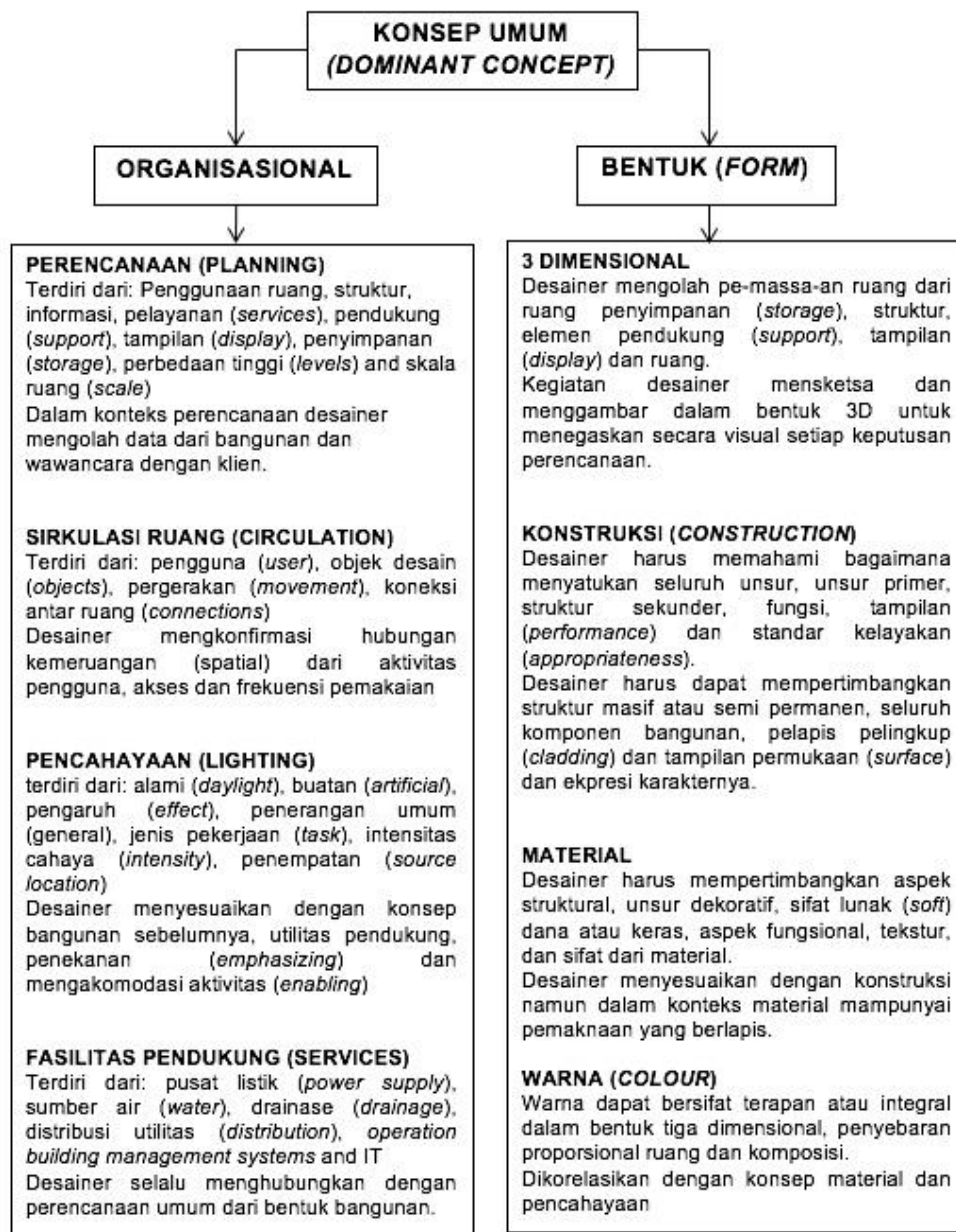 KONSEP UMUM
(DOMINANT CONCEPT)
ORGANISASIONAL
BENTUK (FORM)
PERENCANAAN (PLANNING)
Terdiri dari: Penggunaan ruang, struktur,
informasi, pelayanan (services), pendukung
(support), tampilan (display), penyimpanan
(storage), perbedaan tinggi (levels) and skala
ruang (scale)
Dalam konteks perencanaan desainer
mengolah data dari bangunan dan
wawancara dengan klien.
SIRKULASI RUANG (CIRCULATION)
Terdiri dari: pengguna (user), objek desain
(objects), pergerakan (movement), koneksi
antar ruang (connections)
Desainer mengkonfirmasi hubungan
kemeruangan (spatial) dari aktivitas
pengguna, akses dan frekuensi pemakaian
PENCAHAYAAN (LIGHTING)
terdiri dari: alami (daylight), buatan (artificial),
pengaruh (effect), penerangan umum
(general), jenis pekerjaan (task), intensitas
cahaya (intensity), penempatan (source
location)
Desainer menyesuaikan dengan konsep
bangunan sebelumnya, utilitas pendukung,
penekanan (emphasizing) dan
mengakomodasi aktivitas (enabling)
FASILITAS PENDUKUNG (SERVICES)
Terdiri dari: pusat listik (power supply),
sumber air (water), drainase (drainage),
distribusi utilitas (distribution), operation
building management systems and IT
Desainer selalu menghubungkan dengan
perencanaan umum dari bentuk bangunan.
3 DIMENSIONAL
Desainer mengolah pe-massa-an ruang dari
ruang penyimpanan (storage), struktur,
elemen pendukung (support), tampilan
(display) dan ruang.
Kegiatan desainer mensketsa dan
menggambar dalam bentuk 3D untuk
menegaskan secara visual setiap keputusan
perencanaan.
KONSTRUKSI (CONSTRUCTION)
Desainer harus memahami bagaimana
menyatukan seluruh unsur, unsur primer,
struktur sekunder, fungsi, tampilan
(performance) dan standar kelayakan
(appropriateness).
Desainer harus dapat mempertimbangkan
struktur masif atau semi permanen, seluruh
komponen bangunan, pelapis pelingkup
(cladding) dan tampilan permukaan (surface)
dan ekpresi karakternya.
MATERIAL
Desainer harus mempertimbangkan aspek
struktural, unsur dekoratif, sifat lunak (soft)
dana atau keras, aspek fungsional, tekstur,
dan sifat dari material.
Desainer menyesuaikan dengan konstruksi
namun dalam konteks material mampunyai
pemaknaan yang berlapis.
WARNA (COLOUR)
Warna dapat bersifat terapan atau integral
dalam bentuk tiga dimensional, penyebaran
proporsional ruang dan komposisi.
Dikorelasikan dengan konsep material dan
pencahayaan